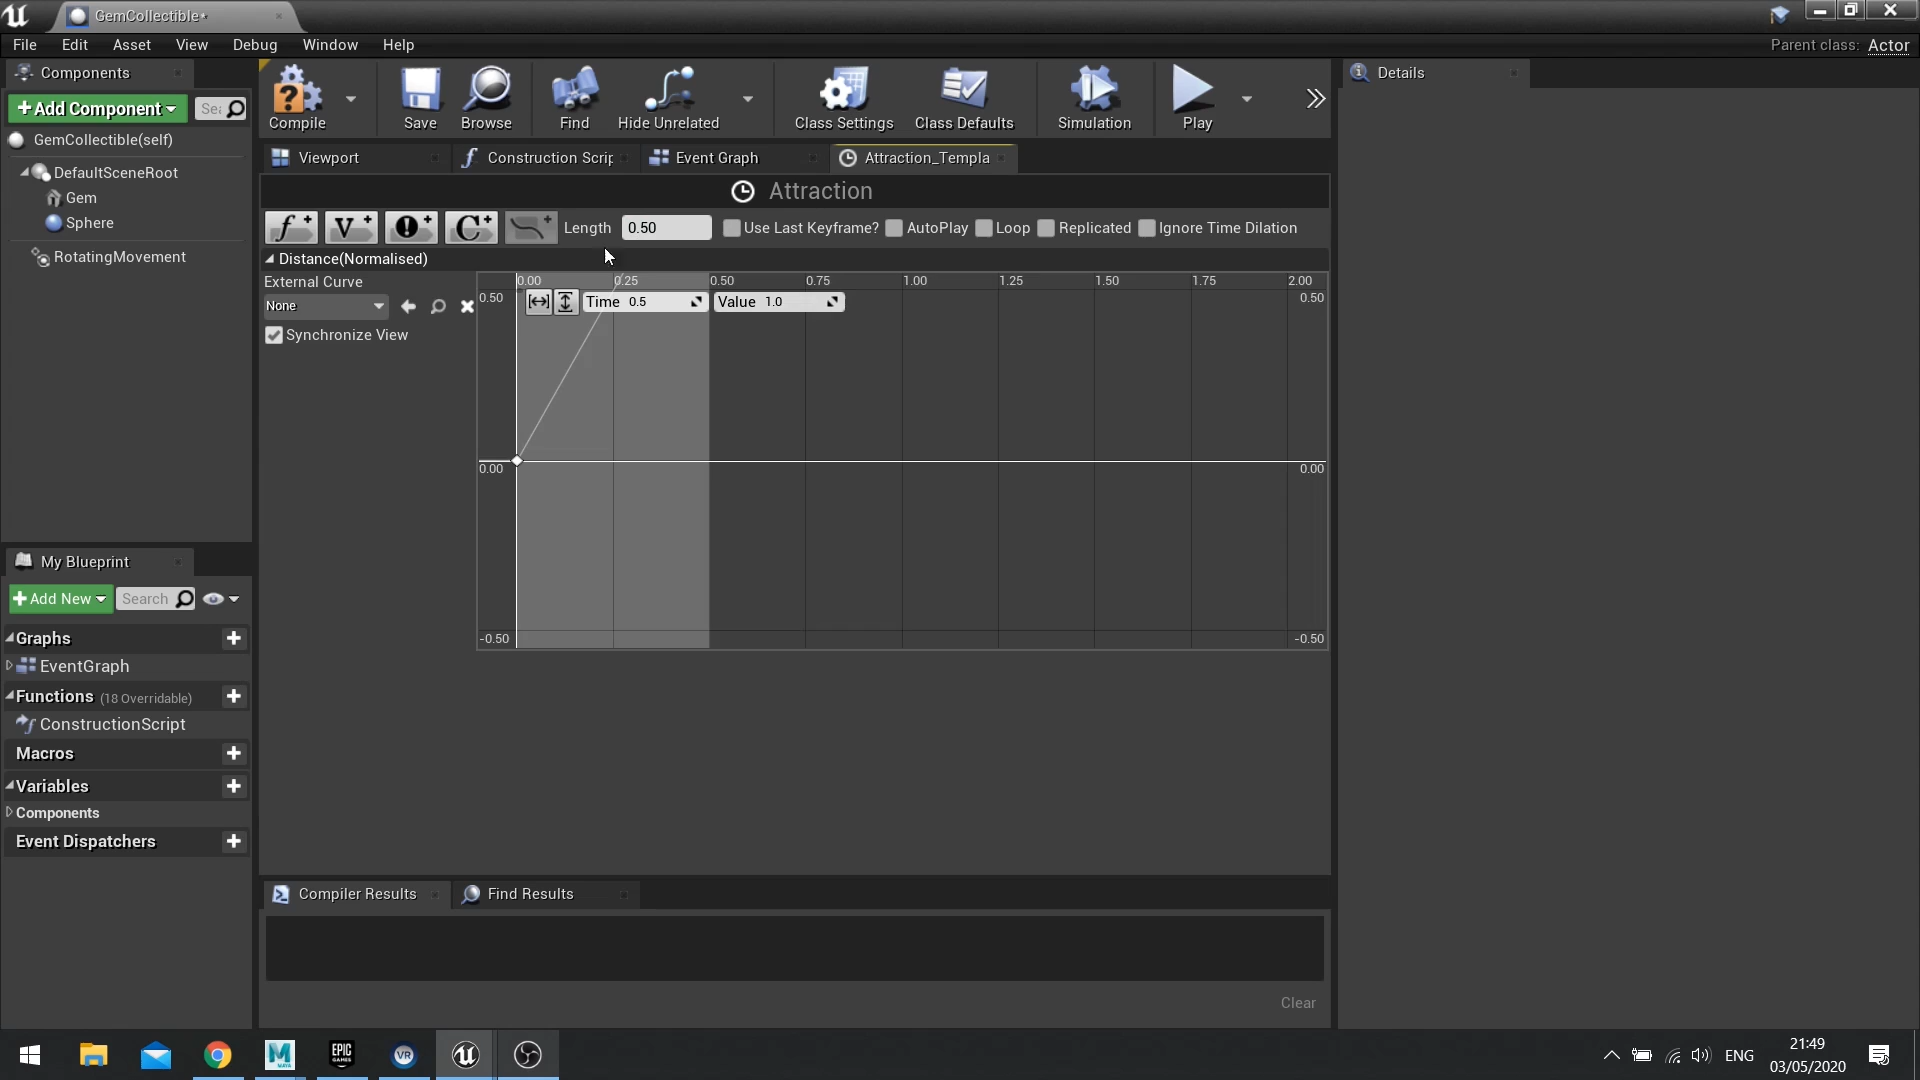 GemCollectible*
File Edit Asset View Debug Window Help
Parent class: Actor
Components
Add Component
GemCollectible(self)
DefaultSceneRoot
Gem
Sphere
RotatingMovement
Compile
Save
Browse
Find
Hide Unrelated
Class Settings
Class Defaults
Simulation
Play
Details
Viewport
Construction Scrip
Event Graph
Attraction_Templa
Attraction
Length 0.50 Use Last Keyframe? AutoPlay Loop Replicated Ignore Time Dilation
Distance(Normalised)
External Curve
None
Synchronize View
0.00 0.25 0.50 0.75 1.00 1.25 1.50 1.75 2.00
0.50 Time 0.5 Value 1.0 0.50
0.00 0.00
-0.50 -0.50
My Blueprint
Add New Search
Graphs
EventGraph
Functions (18 Overridable)
ConstructionScript
Macros
Variables
Components
Event Dispatchers
Compiler Results
Find Results
Clear
EPIC GAMES
VR
ENG
21:49
03/05/2020